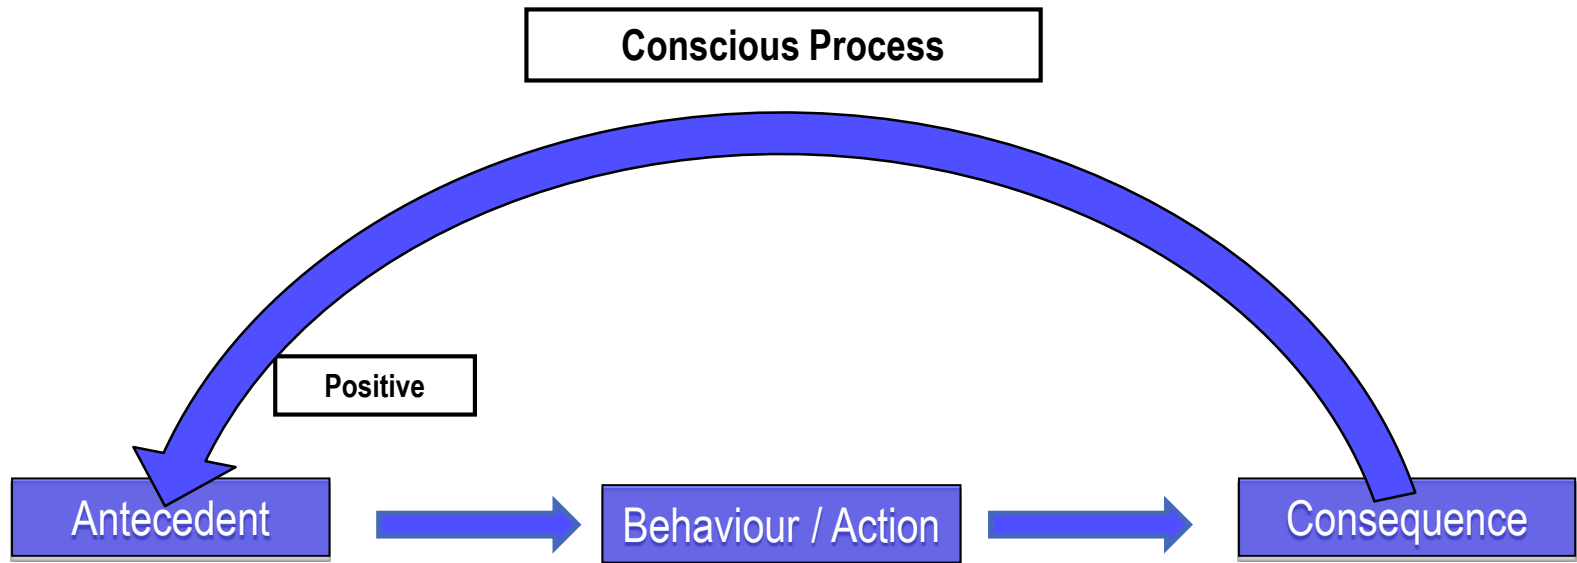 Conscious Process
Positive
Antecedent
Behaviour / Action
Consequence